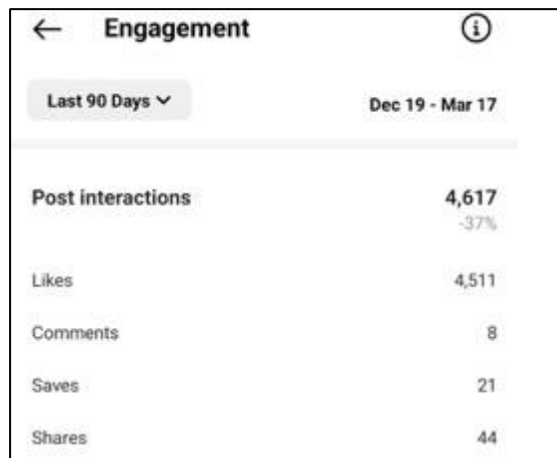 Engagement
Last 90 Days Dec 19 - Mar 17
Post interactions 4,617
-37%
Likes 4,511
Comments 8
Saves 21
Shares 44